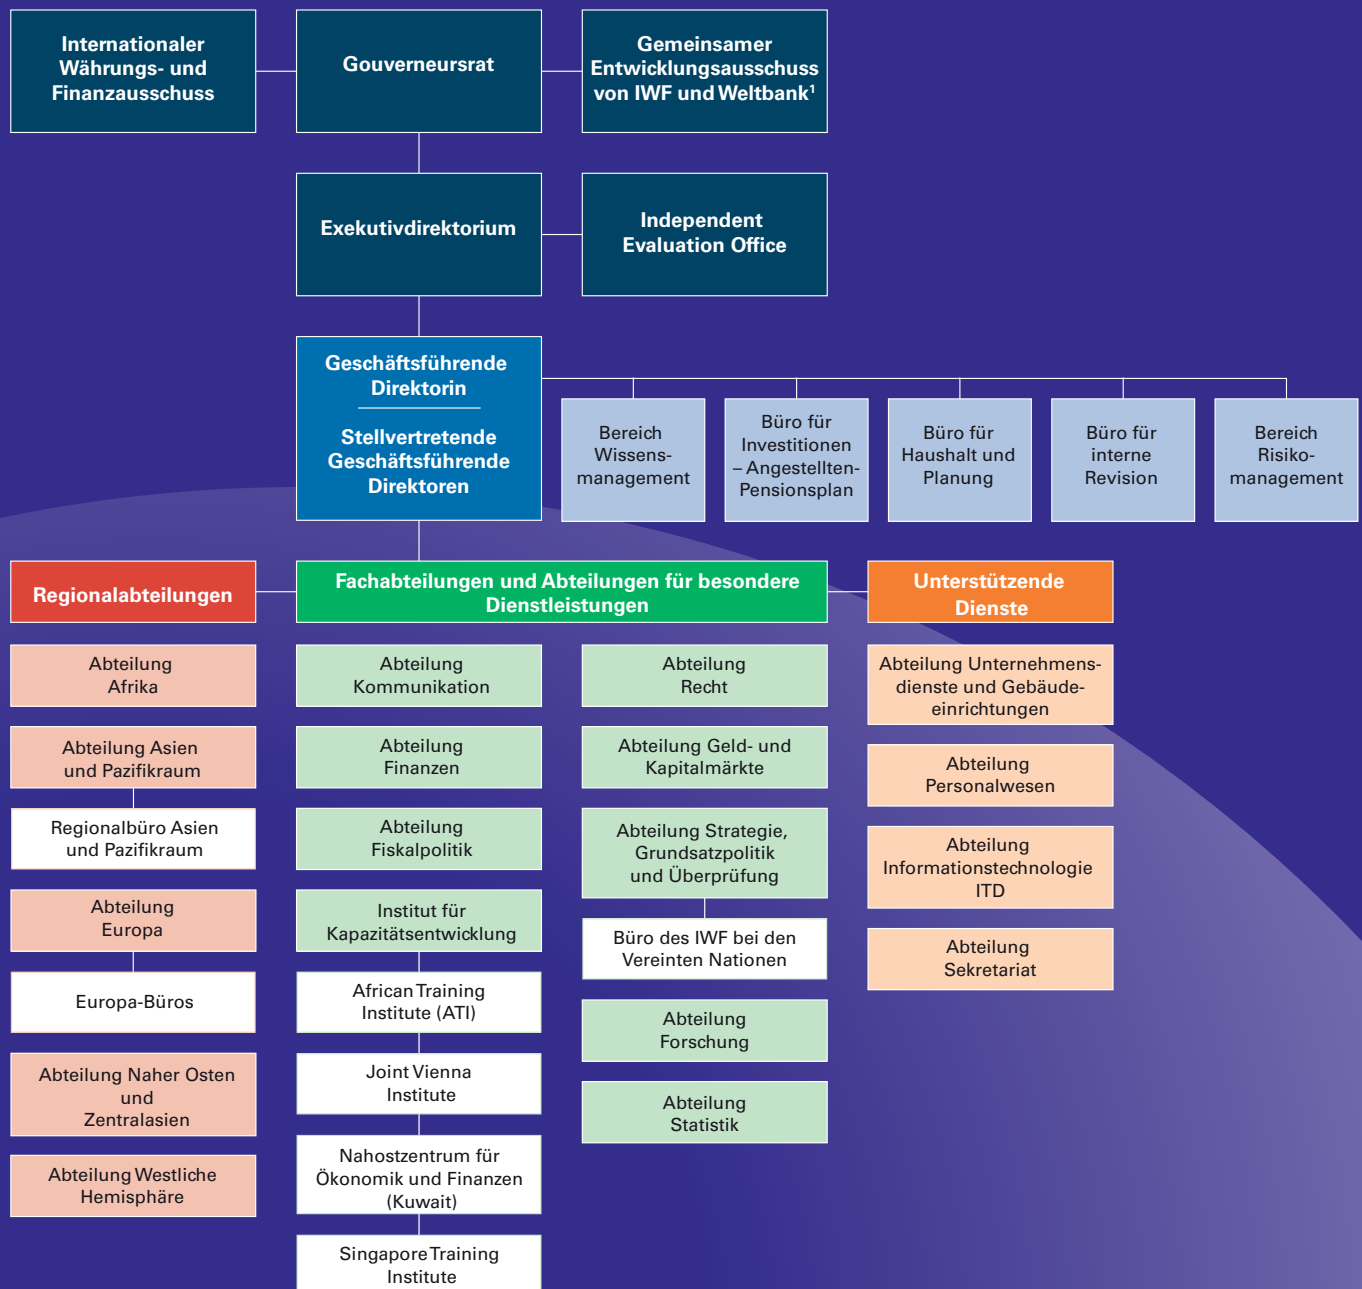 Internationaler
Währungs- und
Finanzausschuss
Gouverneursrat
Gemeinsamer
Entwicklungsausschuss
von IWF und Weltbank¹
Exekutivdirektorium
Independent
Evaluation Office
Geschäftsführende
Direktorin
Stellvertretende
Geschäftsführende
Direktoren
Bereich
Wissens-
management
Büro für
Investitionen
– Angestellten-
Pensionsplan
Büro für
Haushalt und
Planung
Büro für
interne
Revision
Bereich
Risiko-
management
Regionalabteilungen
Fachabteilungen und Abteilungen für besondere
Dienstleistungen
Unterstützende
Dienste
Abteilung
Afrika
Abteilung Asien
und Pazifikraum
Regionalbüro Asien
und Pazifikraum
Abteilung
Europa
Europa-Büros
Abteilung Naher Osten
und
Zentralasien
Abteilung Westliche
Hemisphäre
Abteilung
Kommunikation
Abteilung
Finanzen
Abteilung
Fiskalpolitik
Institut für
Kapazitätsentwicklung
African Training
Institute (ATI)
Joint Vienna
Institute
Nahostzentrum für
Ökonomik und Finanzen
(Kuwait)
Singapore Training
Institute
Abteilung
Recht
Abteilung Geld- und
Kapitalmärkte
Abteilung Strategie,
Grundsatzpolitik
und Überprüfung
Büro des IWF bei den
Vereinten Nationen
Abteilung
Forschung
Abteilung
Statistik
Abteilung Unternehmens-
dienste und Gebäude-
einrichtungen
Abteilung
Personalwesen
Abteilung
Informationstechnologie
ITD
Abteilung
Sekretariat